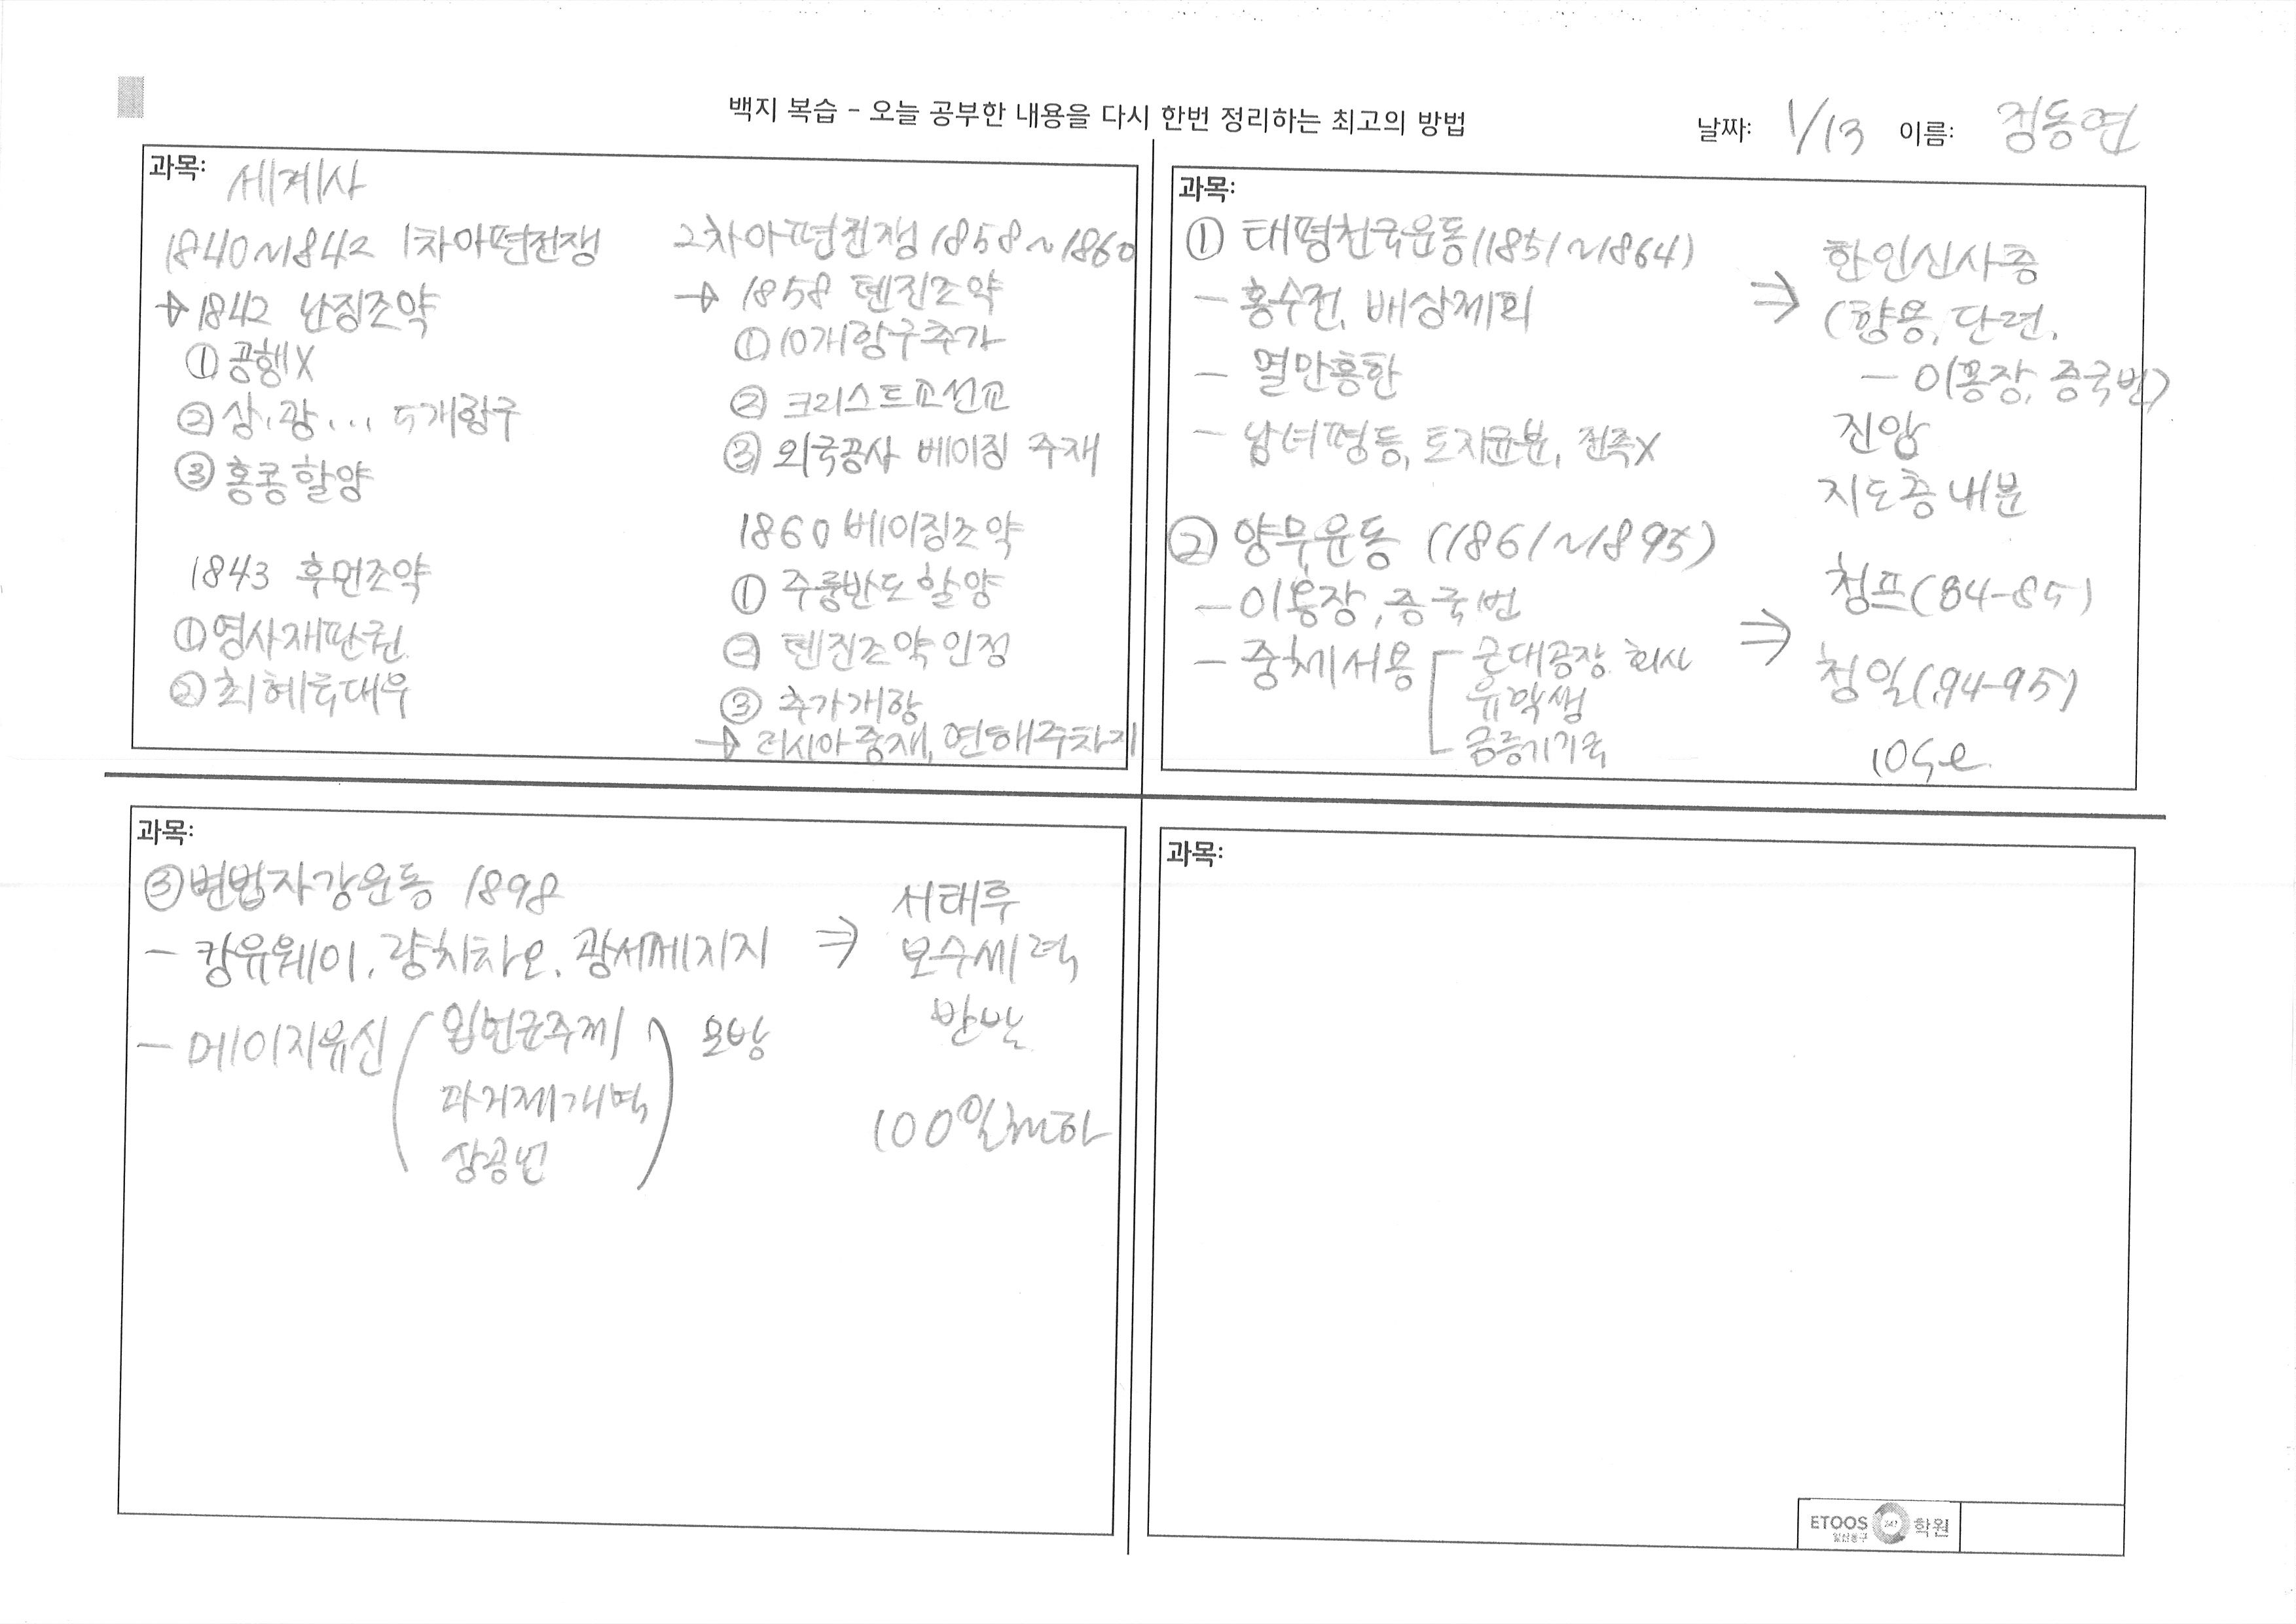 백지 복습 - 오늘 공부한 내용을 다시 한번 정리하는 최고의 방법
날짜: 1/13 이름: 정동연
과목: 세계사
1840~1842 1차아편전쟁
→ 1842 난징조약
① 공행X
② 상.광... 5개항구
③ 홍콩할양
1843 후먼조약
① 영사재판권
② 최혜국대우
2차아편전쟁 1858~1860
→ 1858 톈진조약
① 10개항구추가
② 크리스트교선교
③ 외국공사 베이징 주재
1860 베이징조약
① 주룽반도할양
② 톈진조약인정
③ 추가개항
→ 러시아중재, 연해주차지
과목:
① 태평천국운동(1851~1864)
- 홍수전, 배상제회
- 멸만흥한
- 남녀평등, 토지균분, 전족X
⇒ 한인신사층
(향용, 단련.
- 이홍장, 증국번)
진압
지도층내분
② 양무운동 (1861~1895)
- 이홍장, 증국번
- 중체서용
근대공장 회사
유학생
금릉기기국
⇒ 청프(84-85)
청일(94-95)
과목:
③ 변법자강운동 1898
- 캉유웨이, 량치차오, 광서제지지
- 메이지유신 (입헌군주제
과거제개혁
상공업) 모방
⇒ 서태후
보수세력
반발
100일천하
과목:
ETOOS 247 학원